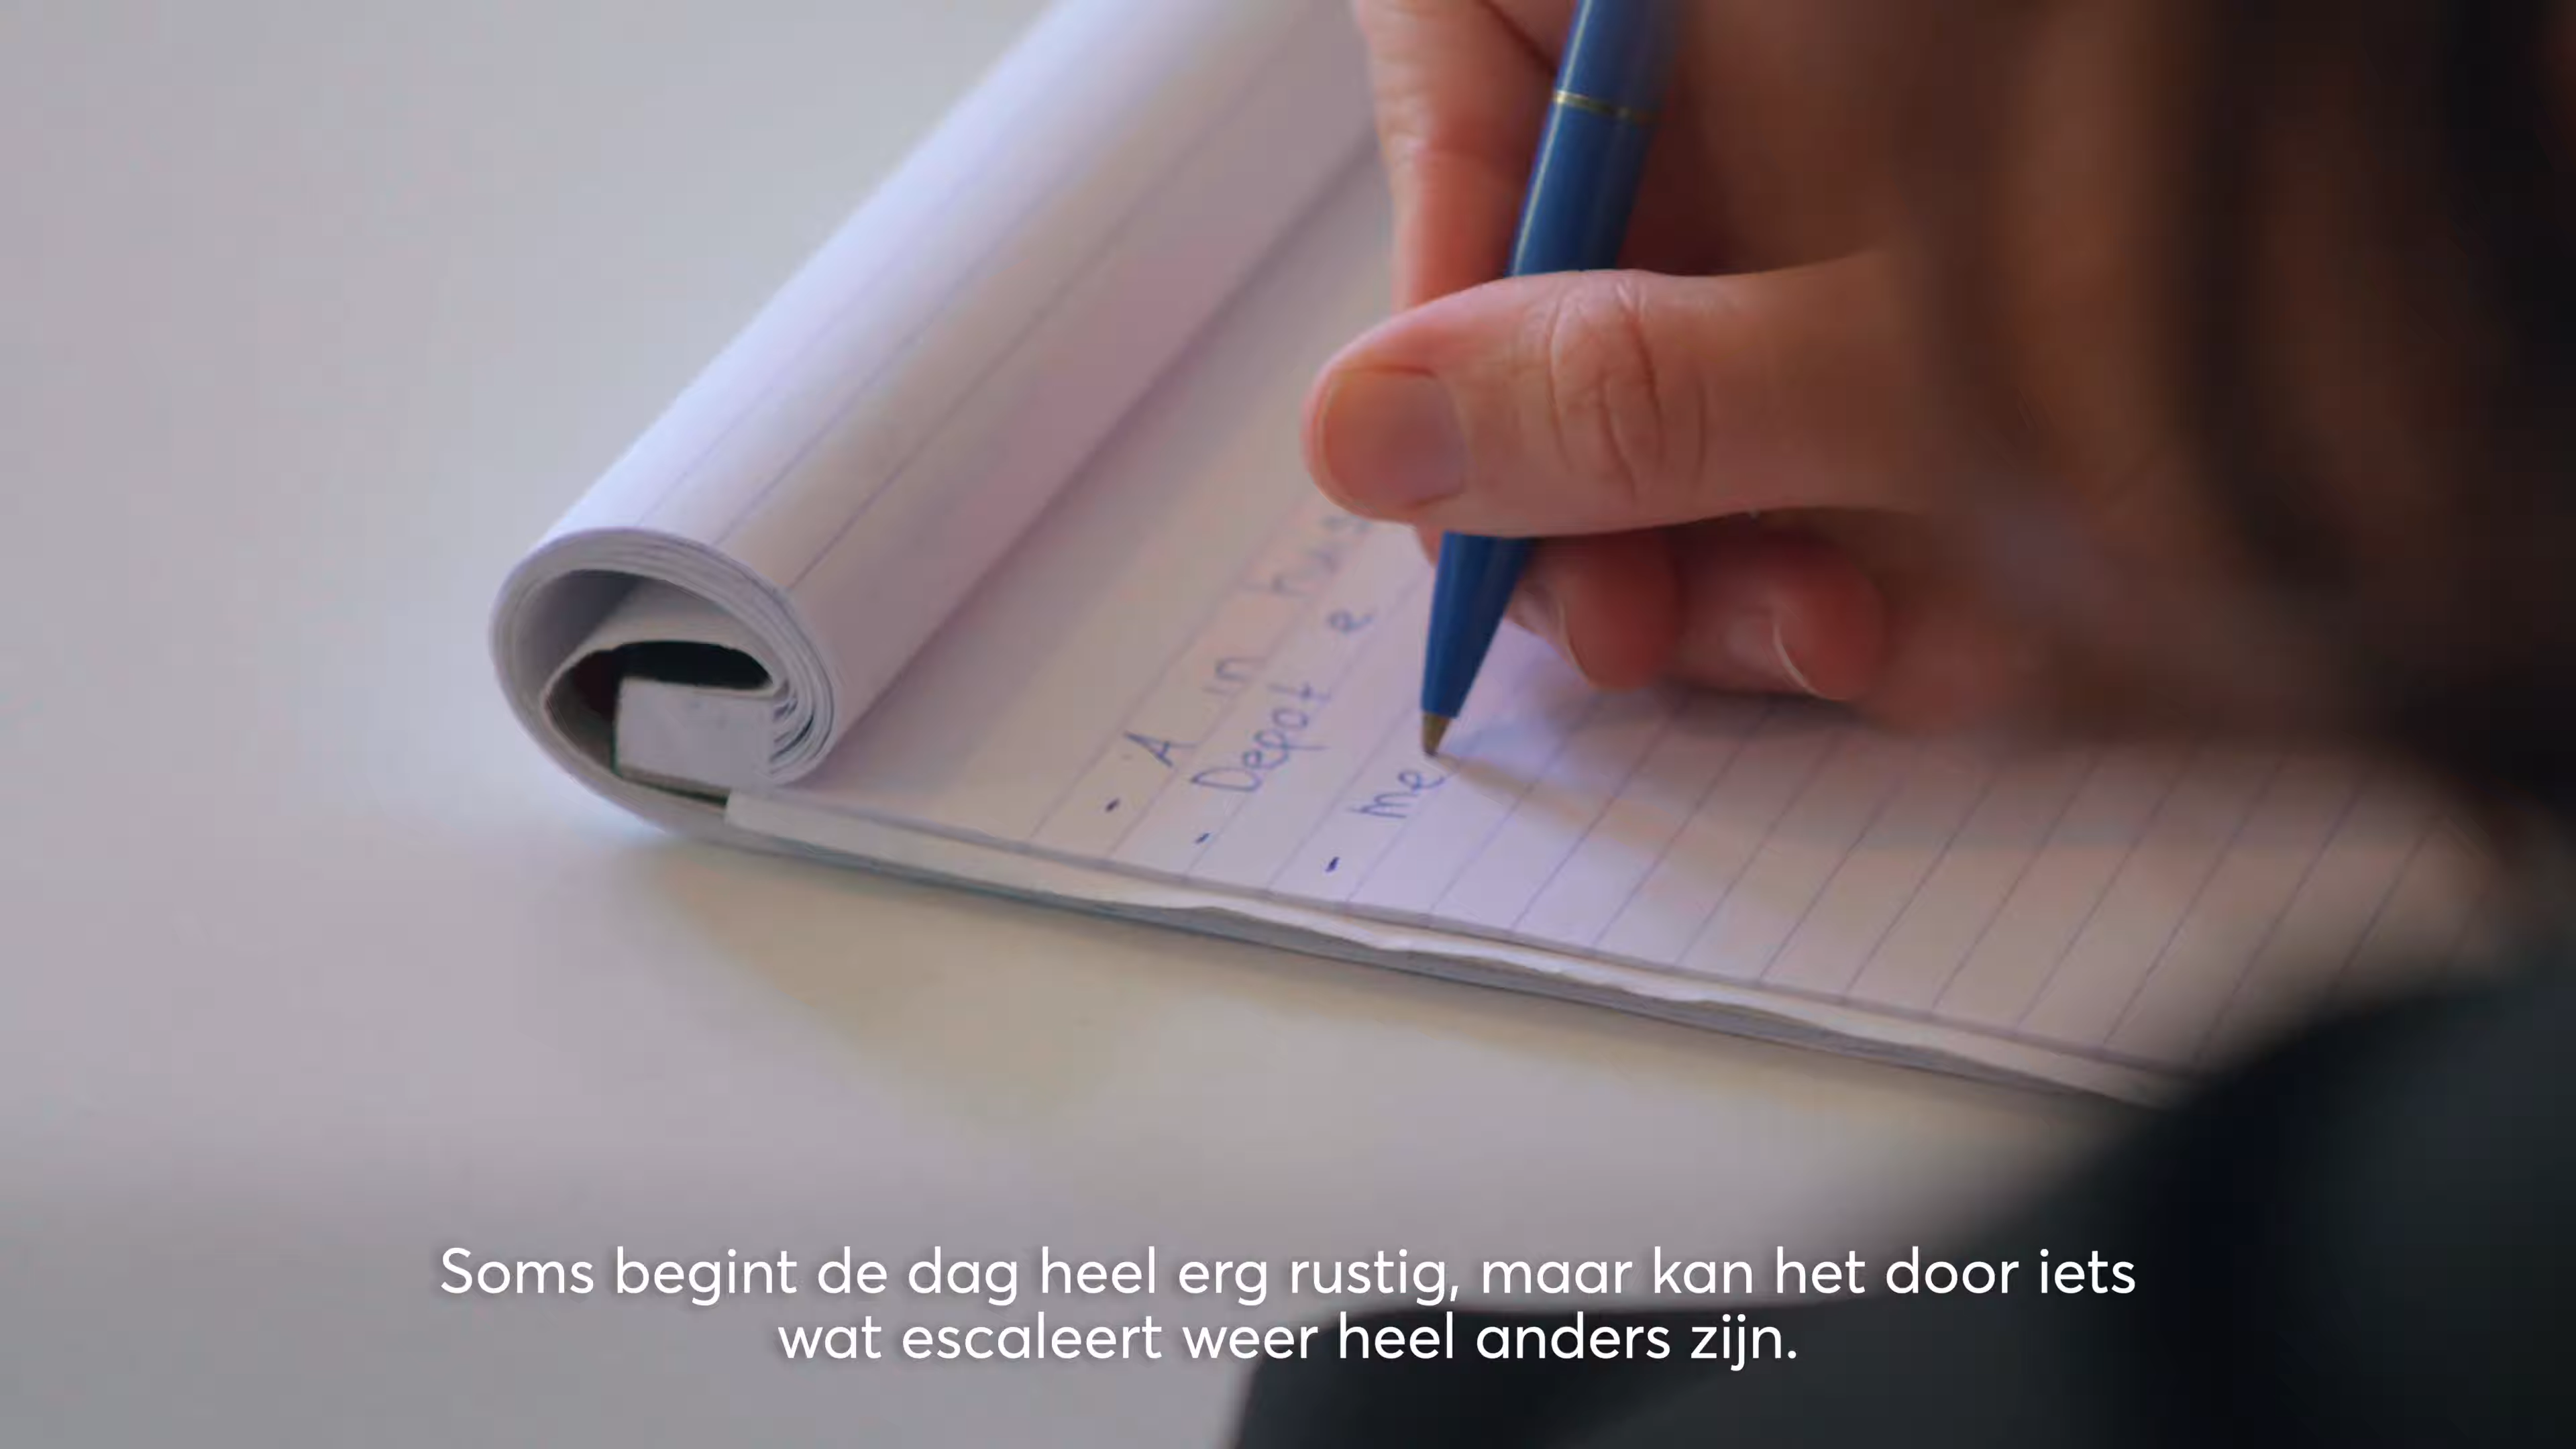 - A in huis
- Depot e
- me
Soms begint de dag heel erg rustig, maar kan het door iets
wat escaleert weer heel anders zijn.